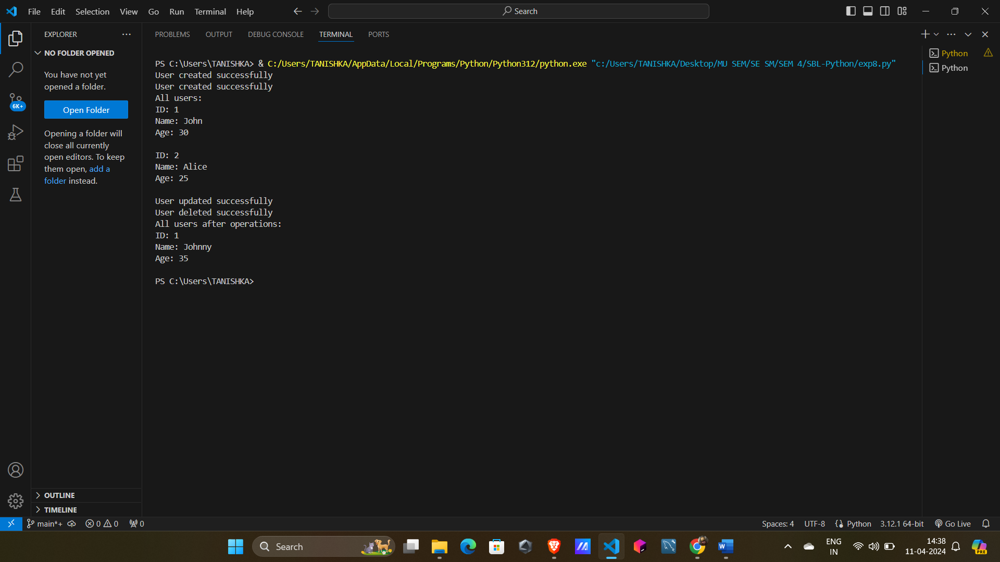 File Edit Selection View Go Run Terminal Help
Search
EXPLORER
NO FOLDER OPENED
You have not yet
opened a folder.
Open Folder
Opening a folder will
close all currently
open editors. To keep
them open, add a
folder instead.
6K+
OUTLINE
TIMELINE
PROBLEMS OUTPUT DEBUG CONSOLE TERMINAL PORTS
PS C:\Users\TANISHKA> & C:/Users/TANISHKA/AppData/Local/Programs/Python/Python312/python.exe "c:/Users/TANISHKA/Desktop/MU SEM/SE SM/SEM 4/SBL-Python/exp8.py"
User created successfully
User created successfully
All users:
ID: 1
Name: John
Age: 30
ID: 2
Name: Alice
Age: 25
User updated successfully
User deleted successfully
All users after operations:
ID: 1
Name: Johnny
Age: 35
PS C:\Users\TANISHKA>
Python
Python
main*+ 0 0 0 Spaces: 4 UTF-8 Python 3.12.1 64-bit Go Live
Search
W
ENG
IN
14:38
11-04-2024
PRE